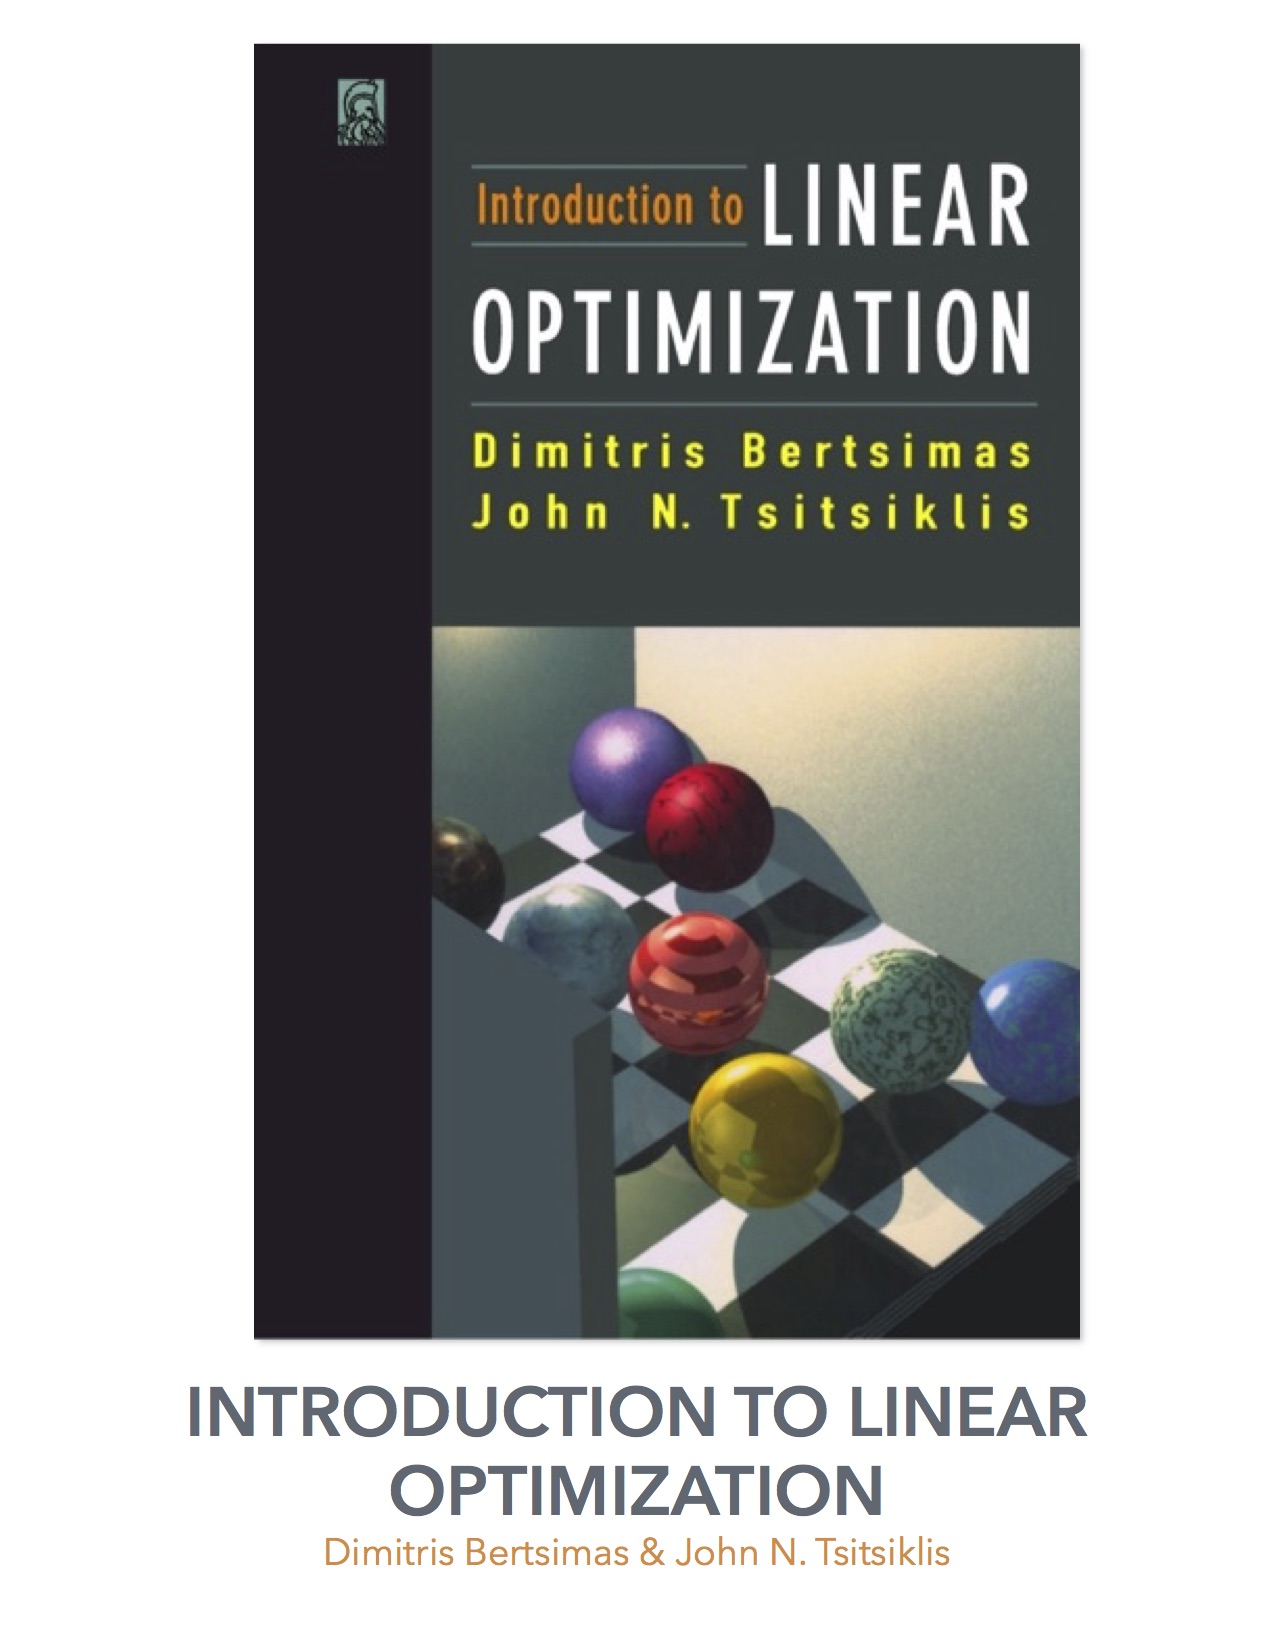 Introduction to LINEAR
OPTIMIZATION
Dimitris Bertsimas
John N. Tsitsiklis
INTRODUCTION TO LINEAR
OPTIMIZATION
Dimitris Bertsimas & John N. Tsitsiklis